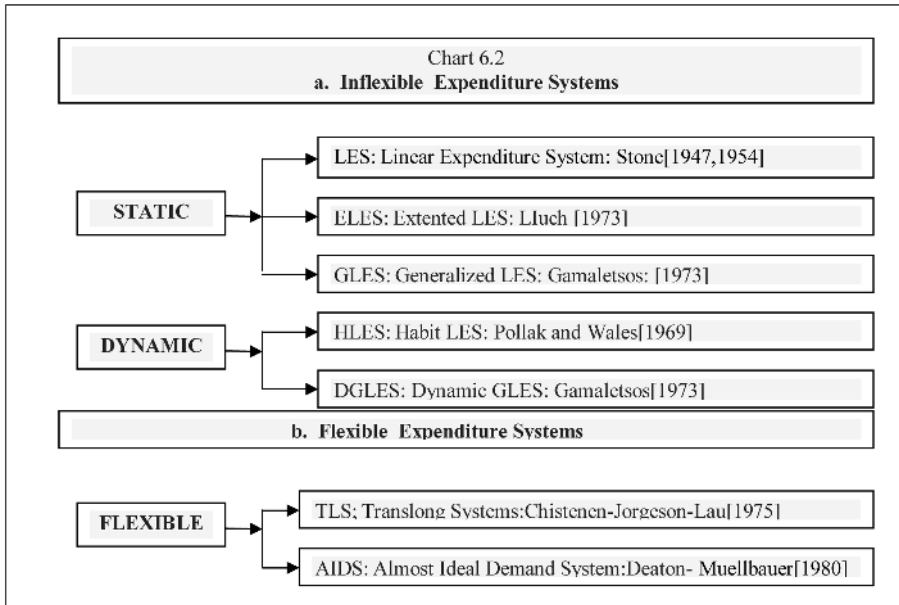 Chart 6.2
a. Inflexible Expenditure Systems
LES: Linear Expenditure System: Stone[1947,1954]
STATIC
ELES: Extented LES: Lluch [1973]
GLES: Generalized LES: Gamaletsos: [1973]
HLES: Habit LES: Pollak and Wales[1969]
DYNAMIC
DGLES: Dynamic GLES: Gamaletsos[1973]
b. Flexible Expenditure Systems
TLS; Translong Systems:Chistenen-Jorgeson-Lau[1975]
FLEXIBLE
AIDS: Almost Ideal Demand System:Deaton- Muellbauer[1980]